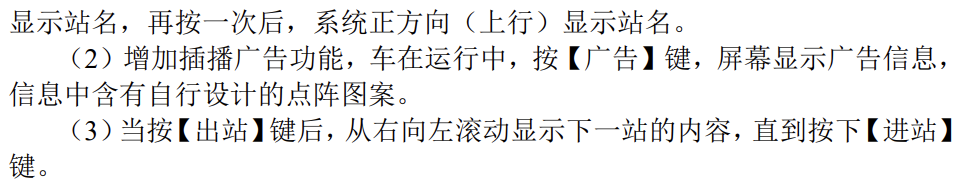 显示站名，再按一次后，系统正方向（上行）显示站名。
（2）增加插播广告功能，车在运行中，按【广告】键，屏幕显示广告信息，
信息中含有自行设计的点阵图案。
（3）当按【出站】键后，从右向左滚动显示下一站的内容，直到按下【进站】
键。